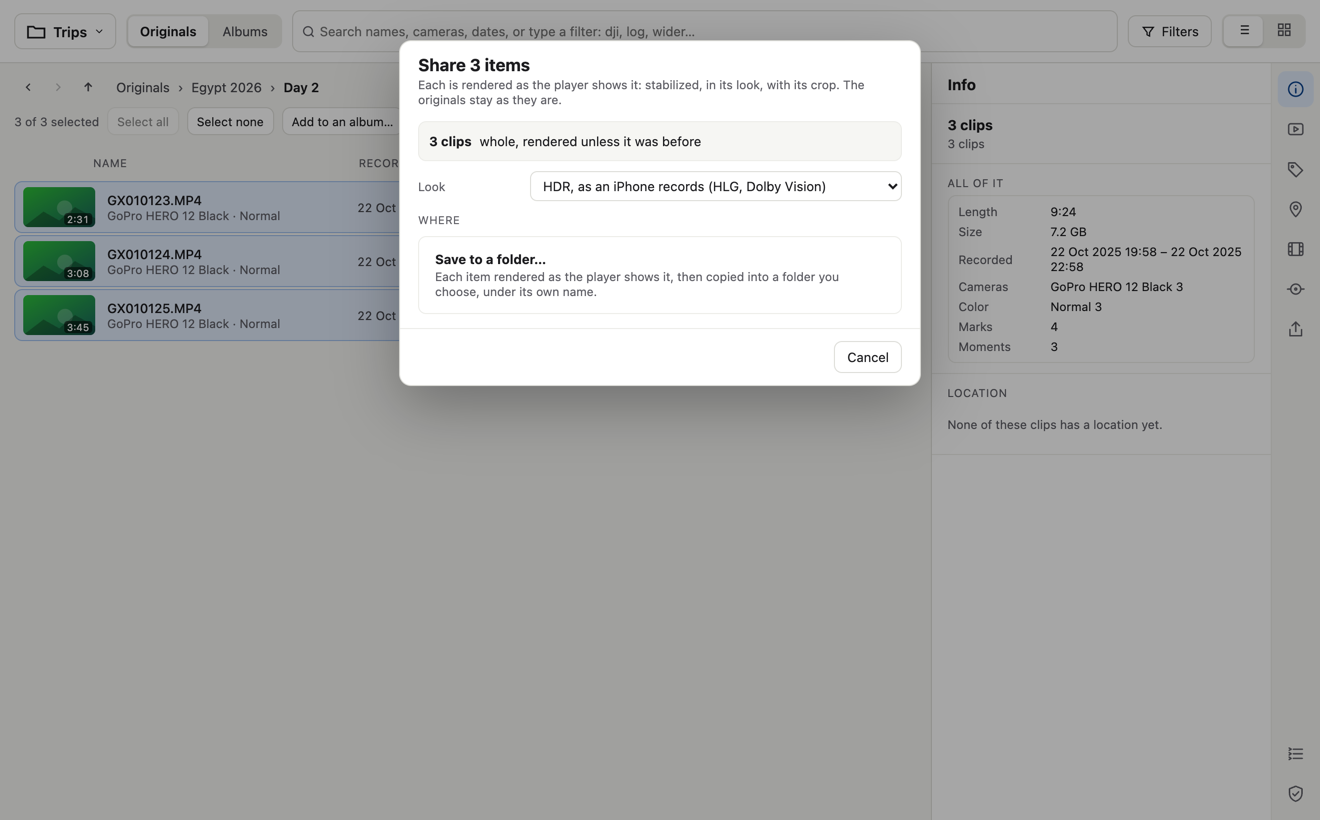 Trips
Originals
Albums
Search names, cameras, dates, or type a filter: dji, log, wider...
Filters
Originals › Egypt 2026 › Day 2
3 of 3 selected
Select all
Select none
Add to an album...
NAME
RECOR
2:31
GX010123.MP4
GoPro HERO 12 Black · Normal
22 Oct
3:08
GX010124.MP4
GoPro HERO 12 Black · Normal
22 Oct
3:45
GX010125.MP4
GoPro HERO 12 Black · Normal
22 Oct
Share 3 items
Each is rendered as the player shows it: stabilized, in its look, with its crop. The
originals stay as they are.
3 clips whole, rendered unless it was before
Look
HDR, as an iPhone records (HLG, Dolby Vision)
WHERE
Save to a folder...
Each item rendered as the player shows it, then copied into a folder you
choose, under its own name.
Cancel
Info
3 clips
3 clips
ALL OF IT
Length 9:24
Size 7.2 GB
Recorded 22 Oct 2025 19:58 – 22 Oct 2025
22:58
Cameras GoPro HERO 12 Black 3
Color Normal 3
Marks 4
Moments 3
LOCATION
None of these clips has a location yet.